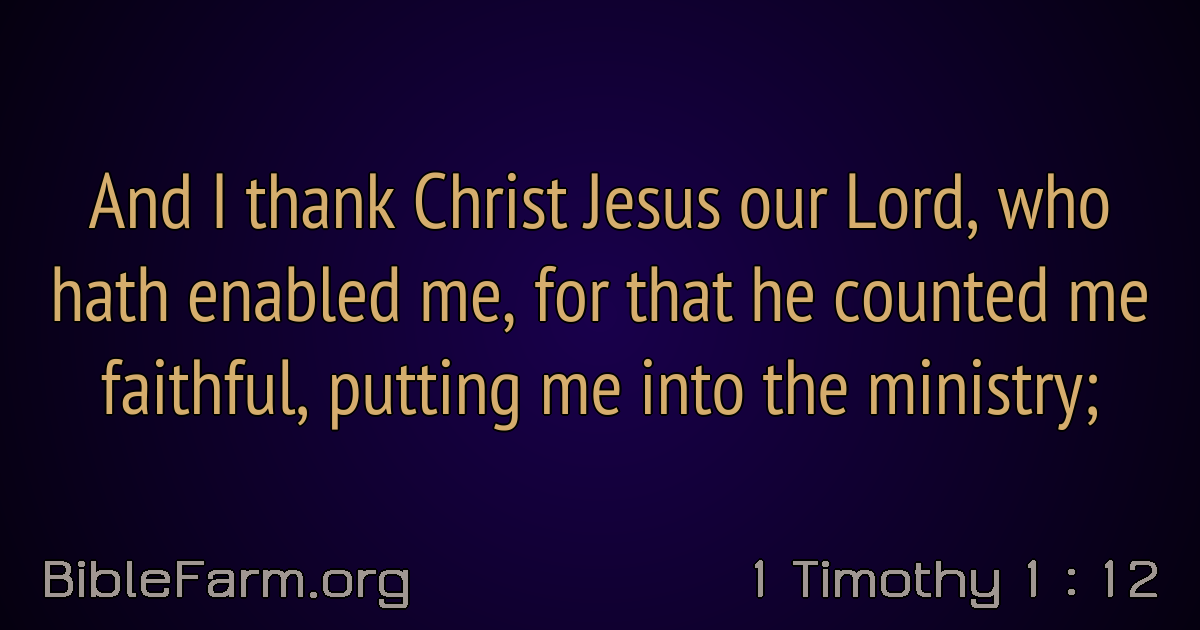 And I thank Christ Jesus our Lord, who
hath enabled me, for that he counted me
faithful, putting me into the ministry;
BibleFarm.org
1 Timothy 1 : 12